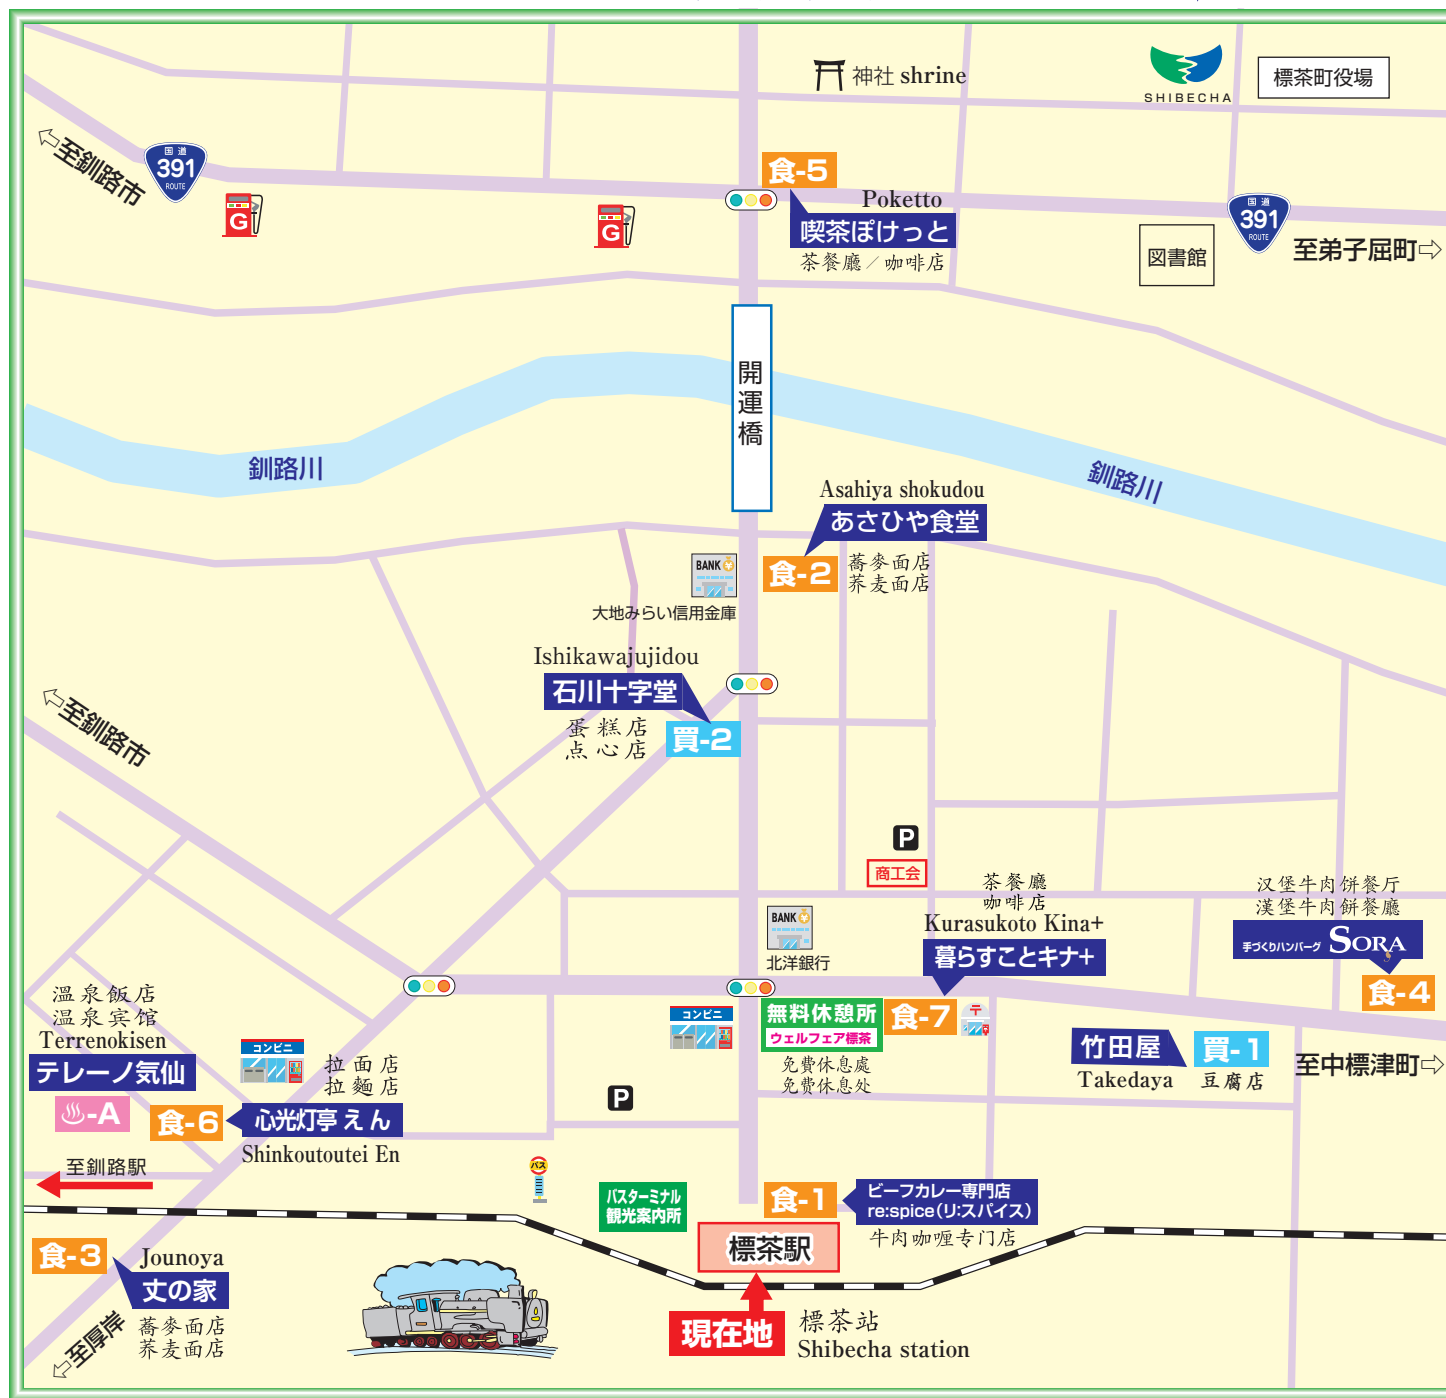 神社 shrine
SHIBECHA
標茶町役場
至釧路市
国道
391
ROUTE
食-5
Poketto
喫茶ぽけっと
茶餐廳／咖啡店
G
G
図書館
国道
391
ROUTE
至弟子屈町
開運橋
釧路川
釧路川
Asahiya shokudou
あさひや食堂
食-2
蕎麥面店
荞麦面店
BANK
大地みらい信用金庫
Ishikawajujidou
石川十字堂
蛋糕店
点心店
買-2
至釧路市
P
商工会
茶餐廳
咖啡店
Kurasukoto Kina+
暮らすことキナ+
食-7
汉堡牛肉饼餐厅
漢堡牛肉餅餐廳
手づくりハンバーグ SORA
食-4
BANK
北洋銀行
コンビニ
無料休憩所
ウェルフェア標茶
免費休息處
免费休息处
〒
竹田屋
Takedaya
買-1
豆腐店
至中標津町
温泉飯店
温泉宾馆
Terrenokisen
テレーノ気仙
♨-A
コンビニ
拉面店
拉麵店
食-6
心光灯亭 えん
Shinkoutoutei En
P
至釧路駅
バス
バスターミナル
観光案内所
食-1
ビーフカレー専門店
re:spice（リ:スパイス）
牛肉咖喱专门店
食-3
Jounoya
丈の家
蕎麥面店
荞麦面店
至厚岸
標茶駅
現在地
標茶站
Shibecha station